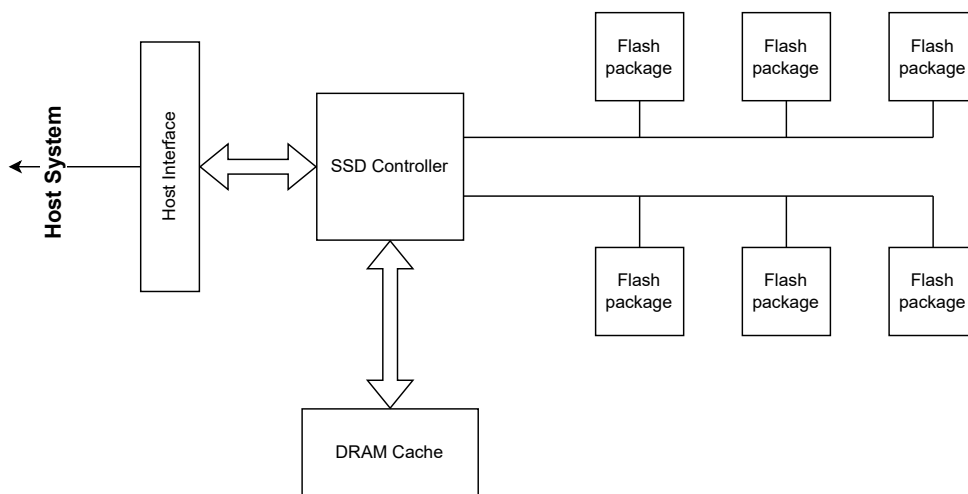 Flash
package
Flash
package
Flash
package
Host System
Host Interface
SSD Controller
Flash
package
Flash
package
Flash
package
DRAM Cache